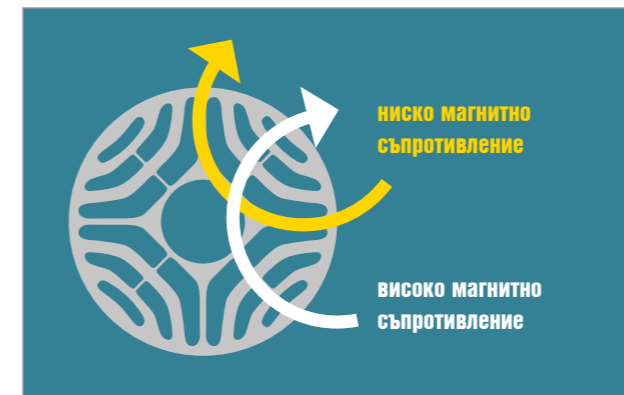 ниско магнитно
съпротивление
високо магнитно
съпротивление